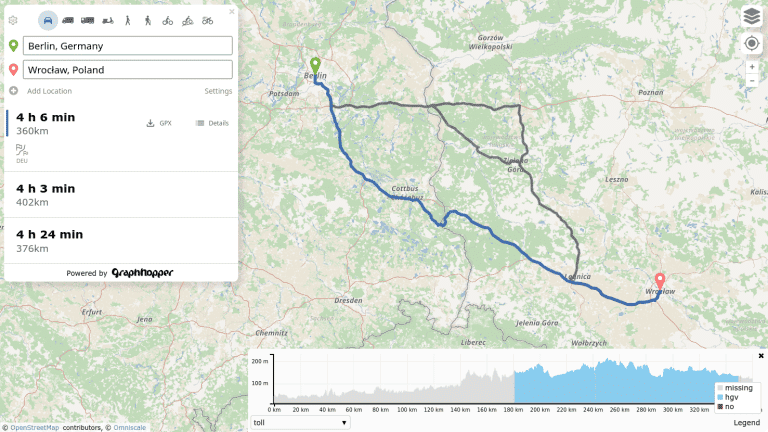 Berlin, Germany
Wrocław, Poland
Add Location
Settings
4 h 6 min
360km
GPX
Details
DEU
4 h 3 min
402km
4 h 24 min
376km
Powered by Graphhopper
Gorzów
Wielkopolski
Berlin
Potsdam
Poznań
Zielona
Góra
Leszno
Cottbus
Kalisz
Legnica
Wrocław
Dresden
Erfurt
Jena
Chemnitz
Jelenia Góra
Wałbrzych
Liberec
200 m
100 m
0 km
20 km
40 km
60 km
80 km
100 km
120 km
140 km
160 km
180 km
200 km
220 km
240 km
260 km
280 km
300 km
320 km
missing
hgv
no
toll
Legend
© OpenStreetMap contributors, © Omniscale